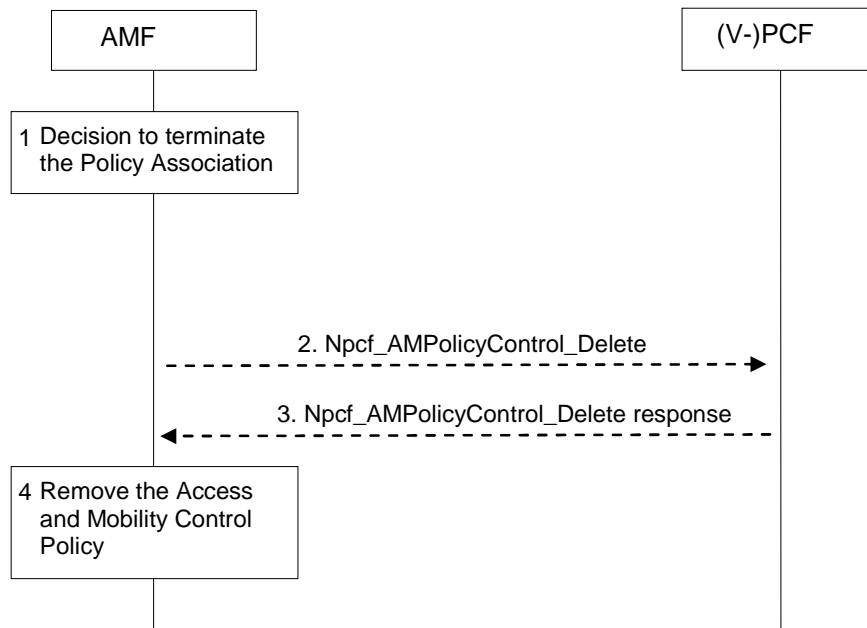 AMF
(V-)PCF
1 Decision to terminate
the Policy Association
2. Npcf_AMPolicyControl_Delete
3. Npcf_AMPolicyControl_Delete response
4 Remove the Access
and Mobility Control
Policy